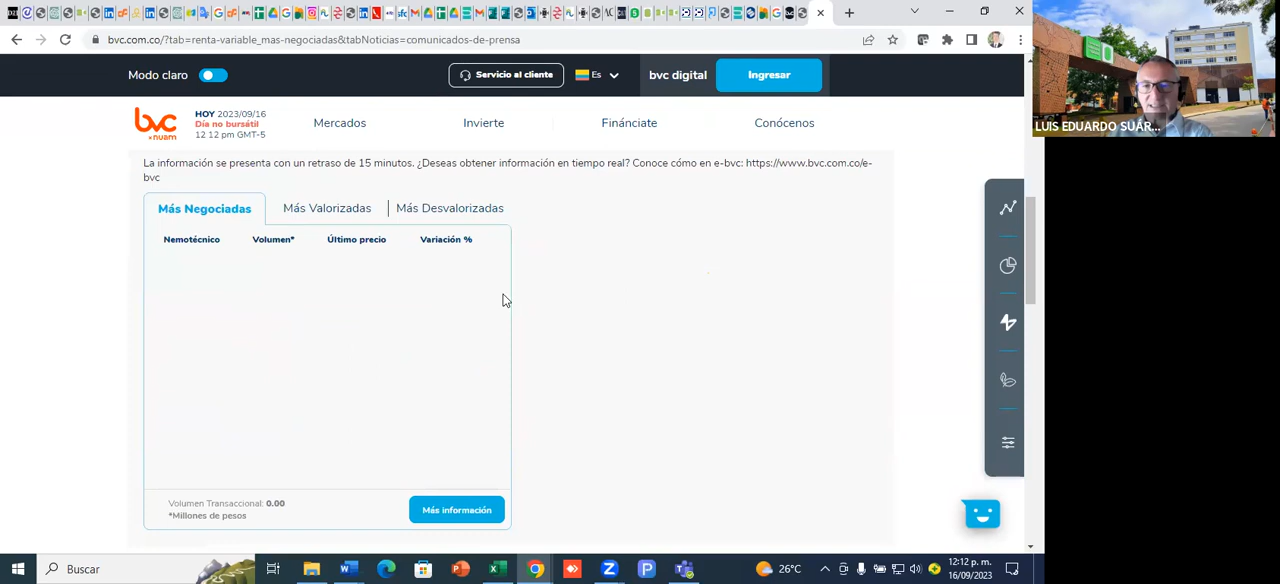 bvc.com.co/?tab=renta-variable_mas-negociadas&tabNoticias=comunicados-de-prensa
Modo claro
Servicio al cliente
Es
bvc digital
Ingresar
LUIS EDUARDO SUÁR...
bvc
nuam
HOY 2023/09/16
Día no bursátil
12 12 pm GMT-5
Mercados
Invierte
Fináncíate
Conócenos
La información se presenta con un retraso de 15 minutos. ¿Deseas obtener información en tiempo real? Conoce cómo en e-bvc: https://www.bvc.com.co/e-
bvc
Más Negociadas
Más Valorizadas
Más Desvalorizadas
Nemotécnico
Volumen*
Último precio
Variación %
Volumen Transaccional: 0.00
*Millones de pesos
Más información
Buscar
26°C
12:12 p. m.
16/09/2023